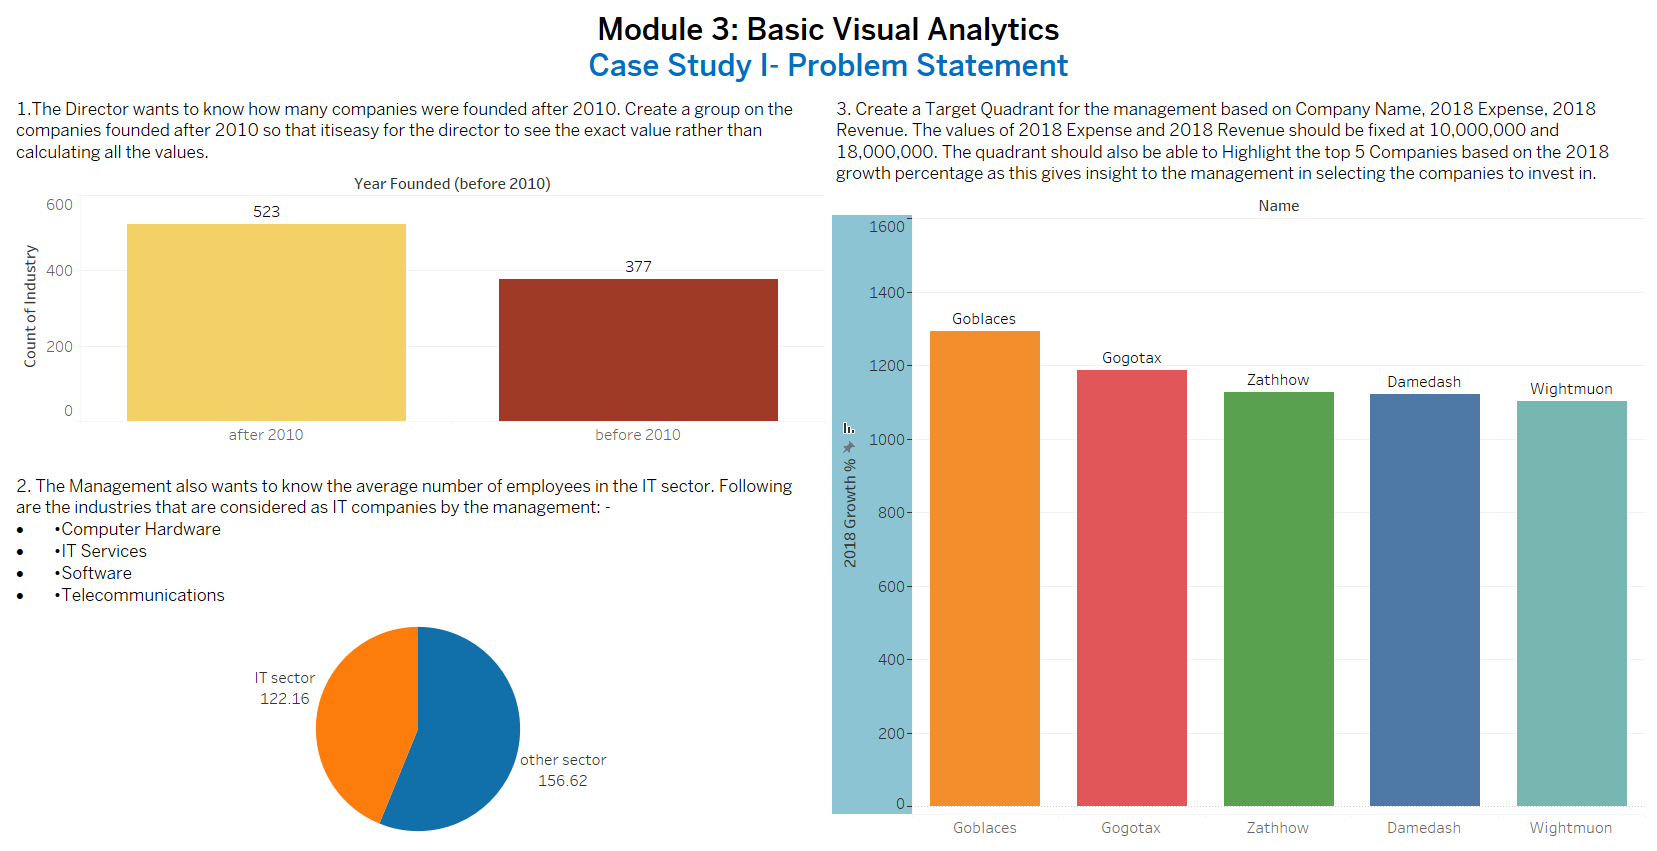 Module 3: Basic Visual Analytics
Case Study I- Problem Statement
1.The Director wants to know how many companies were founded after 2010. Create a group on the
companies founded after 2010 so that itiseasy for the director to see the exact value rather than
calculating all the values.
Year Founded (before 2010)
Count of Industry
600
400
200
0
523
377
after 2010
before 2010
2. The Management also wants to know the average number of employees in the IT sector. Following
are the industries that are considered as IT companies by the management: -
• •Computer Hardware
• •IT Services
• •Software
• •Telecommunications
IT sector
122.16
other sector
156.62
3. Create a Target Quadrant for the management based on Company Name, 2018 Expense, 2018
Revenue. The values of 2018 Expense and 2018 Revenue should be fixed at 10,000,000 and
18,000,000. The quadrant should also be able to Highlight the top 5 Companies based on the 2018
growth percentage as this gives insight to the management in selecting the companies to invest in.
Name
2018 Growth %
1600
1400
1200
1000
800
600
400
200
0
Goblaces
Gogotax
Zathhow
Damedash
Wightmuon
Goblaces
Gogotax
Zathhow
Damedash
Wightmuon